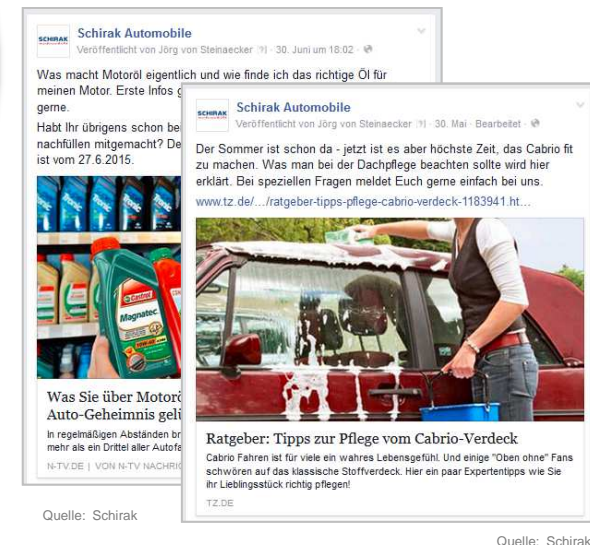 SCHIRAK
Schirak Automobile
Veröffentlicht von Jörg von Steinaecker [?] · 30. Juni um 18:02 ·
Was macht Motoröl eigentlich und wie finde ich das richtige Öl für
meinen Motor. Erste Infos
gerne.
Habt Ihr übrigens schon
nachfüllen mitgemacht?
ist vom 27.6.2015.
Castrol
Magnatec
Was Sie über
Auto-Geheimnis
In regelmäßigen Abständen
mehr als ein Drittel aller
N-TV.DE | VON N-TV
Quelle: Schirak
SCHIRAK
Schirak Automobile
Veröffentlicht von Jörg von Steinaecker [?] · 30. Mai · Bearbeitet ·
Der Sommer ist schon da - jetzt ist es aber höchste Zeit, das Cabrio fit
zu machen. Was man bei der Dachpflege beachten sollte wird hier
erklärt. Bei speziellen Fragen meldet Euch gerne einfach bei uns.
www.tz.de/.../ratgeber-tipps-pflege-cabrio-verdeck-1183941.ht...
Ratgeber: Tipps zur Pflege vom Cabrio-Verdeck
Cabrio Fahren ist für viele ein wahres Lebensgefühl. Und einige "Oben ohne" Fans
schwören auf das klassische Stoffverdeck. Hier ein paar Expertentipps wie Sie
ihr Lieblingsstück richtig pflegen!
TZ.DE
Quelle: Schirak